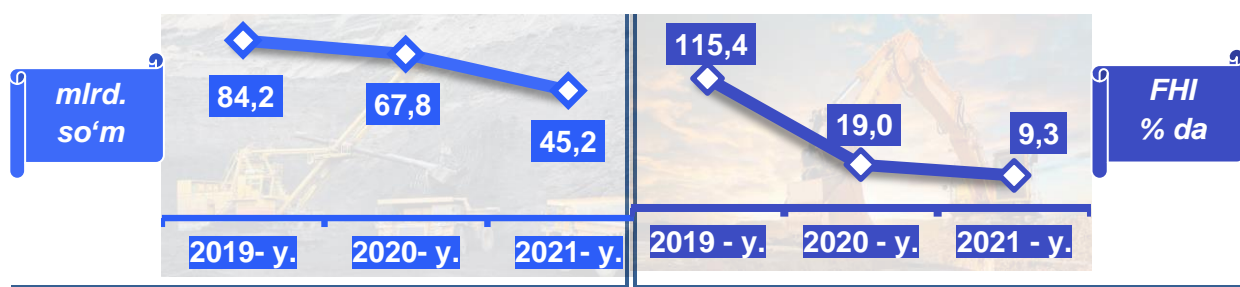 mlrd.
so‘m
84,2
67,8
45,2
2019- y.
2020- y.
2021- y.
115,4
19,0
9,3
2019 - y.
2020 - y.
2021 - y.
FHI
% da